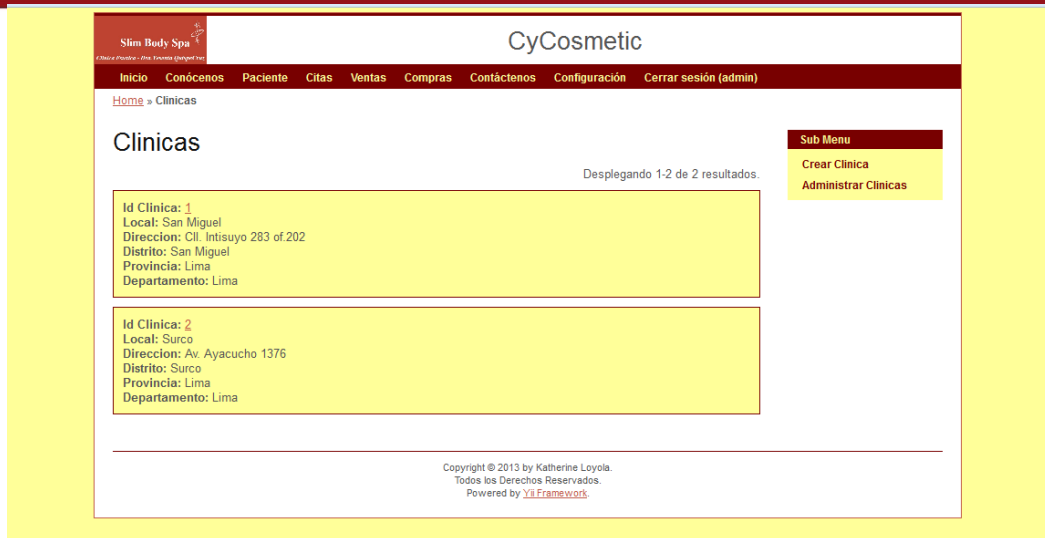 Slim Body Spa
CyCosmetic
Inicio Conócenos Paciente Citas Ventas Compras Contáctenos Configuración Cerrar sesión (admin)
Home » Clinicas
Clinicas
Desplegando 1-2 de 2 resultados.
Id Clinica: 1
Local: San Miguel
Direccion: Cll. Intisuyo 283 of.202
Distrito: San Miguel
Provincia: Lima
Departamento: Lima
Id Clinica: 2
Local: Surco
Direccion: Av. Ayacucho 1376
Distrito: Surco
Provincia: Lima
Departamento: Lima
Sub Menu
Crear Clinica
Administrar Clinicas
Copyright © 2013 by Katherine Loyola.
Todos los Derechos Reservados.
Powered by Yii Framework.